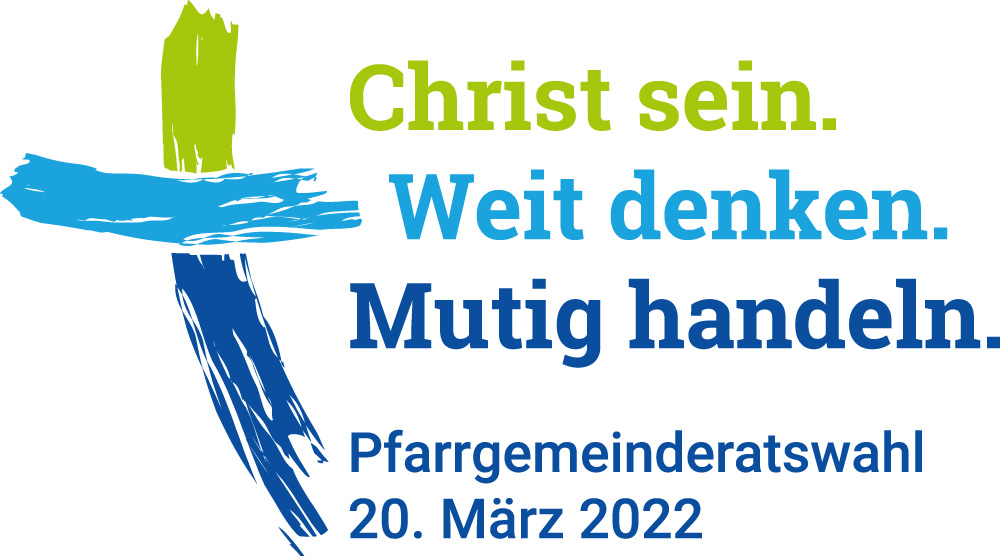 Christ sein.
Weit denken.
Mutig handeln.
Pfarrgemeinderatswahl
20. März 2022